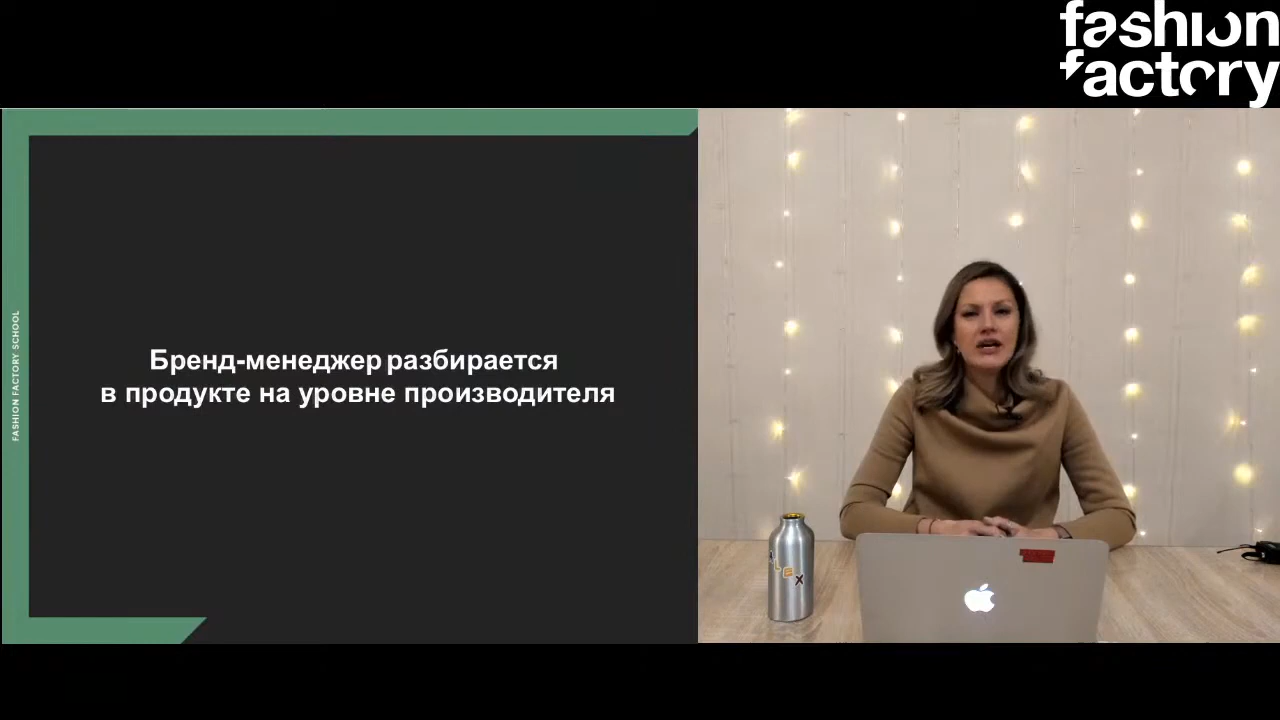 fashion
factory
FASHION FACTORY SCHOOL
Бренд-менеджер разбирается
в продукте на уровне производителя